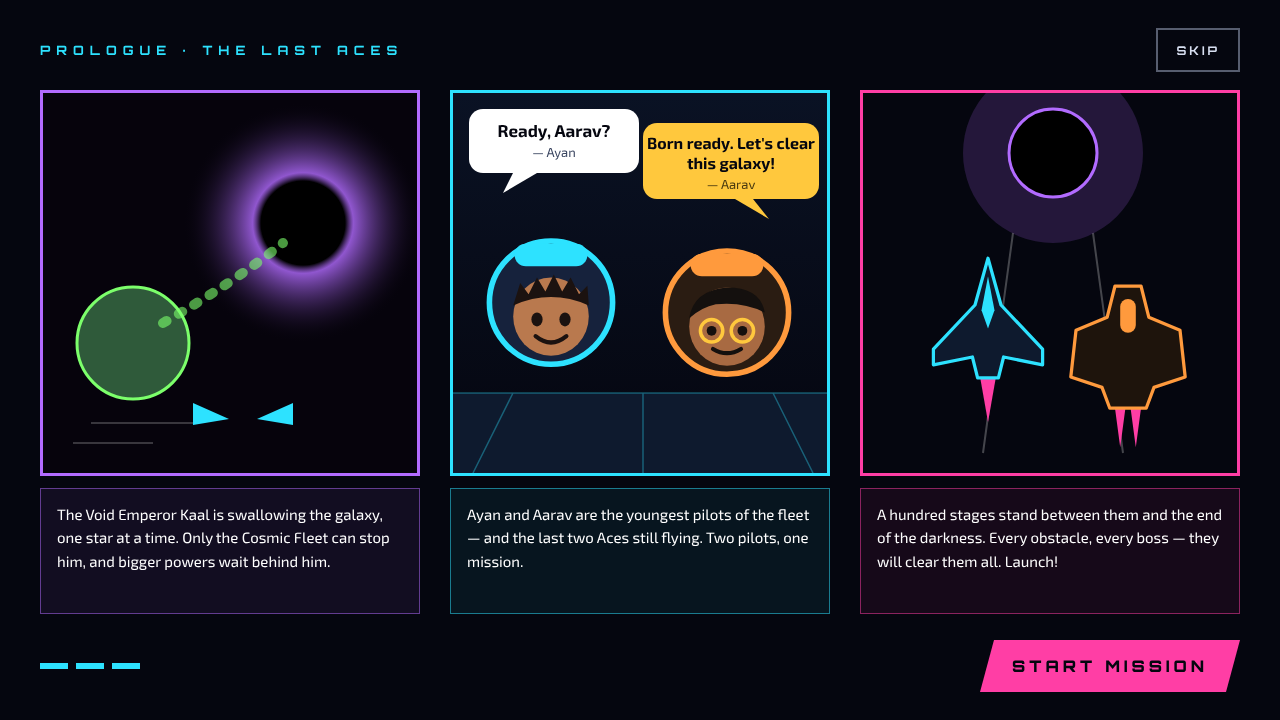 PROLOGUE · THE LAST ACES
SKIP
Ready, Aarav?
— Ayan
Born ready. Let's clear
this galaxy!
— Aarav
The Void Emperor Kaal is swallowing the galaxy,
one star at a time. Only the Cosmic Fleet can stop
him, and bigger powers wait behind him.
Ayan and Aarav are the youngest pilots of the fleet
— and the last two Aces still flying. Two pilots, one
mission.
A hundred stages stand between them and the end
of the darkness. Every obstacle, every boss — they
will clear them all. Launch!
START MISSION